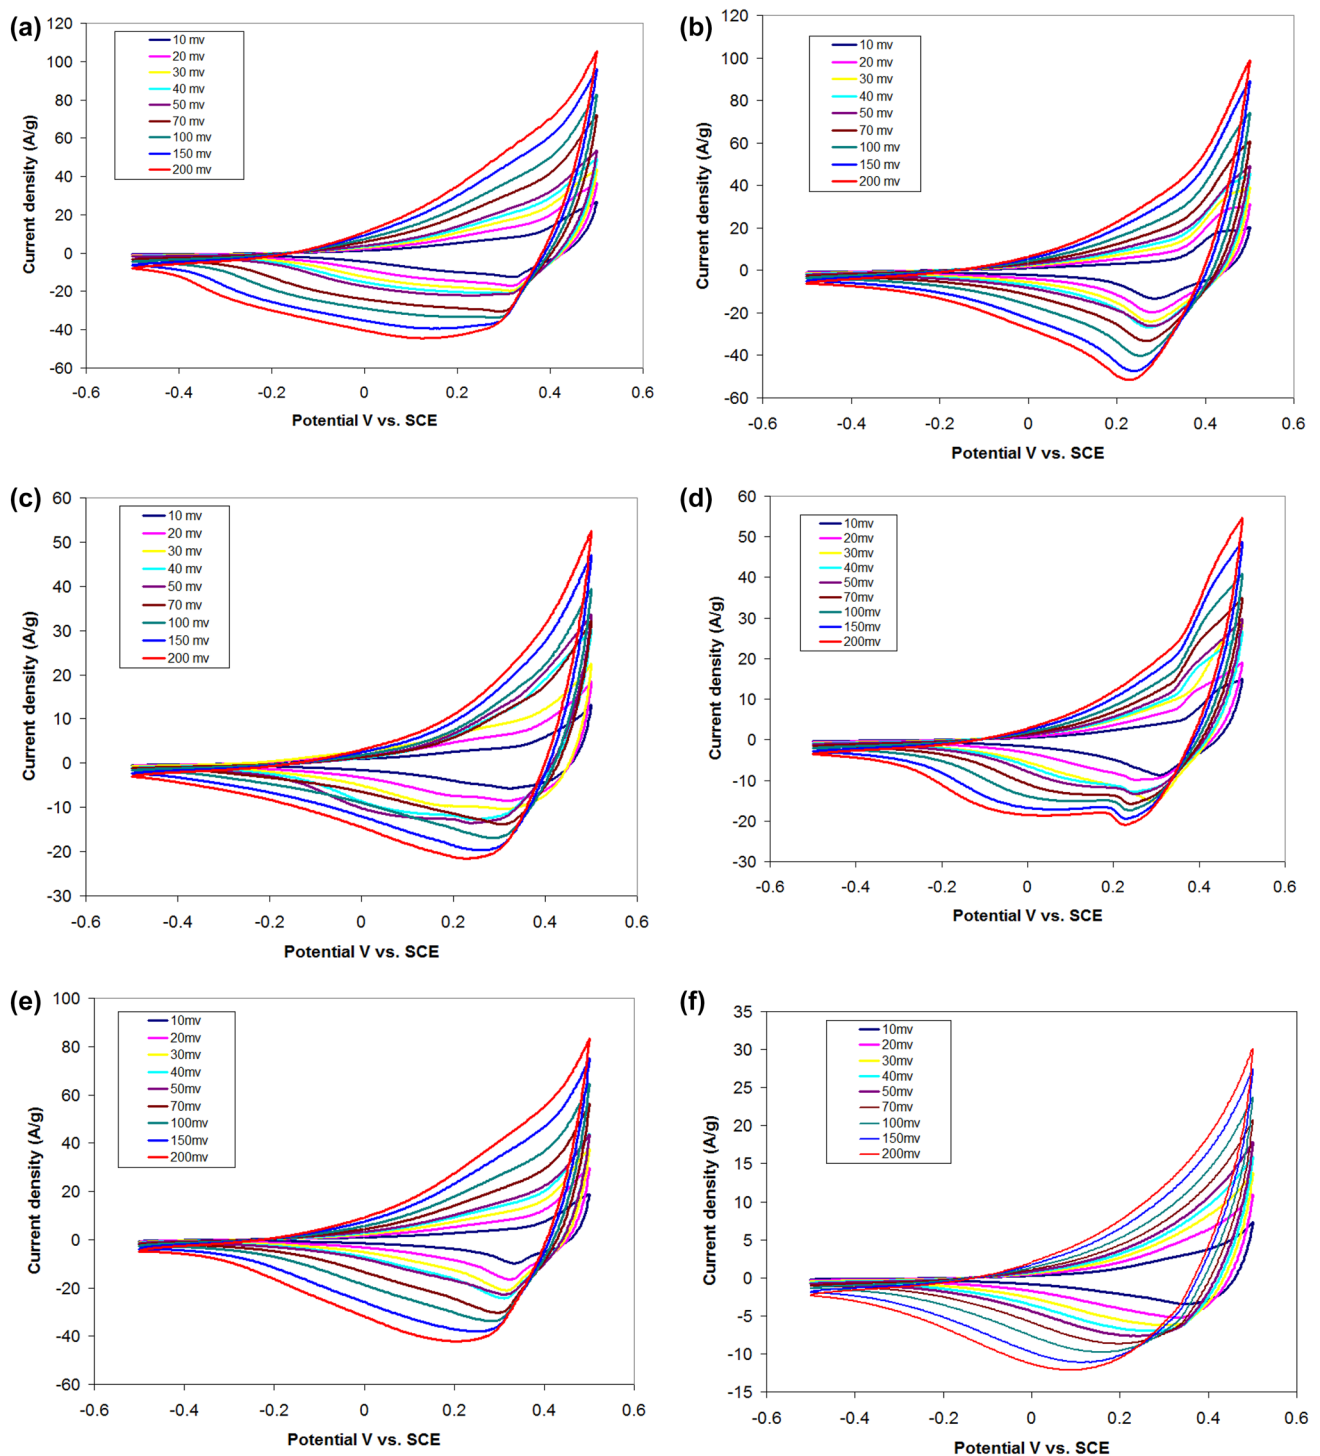 (a)
120
100
80
60
40
20
0
-20
-40
-60
-0.6 -0.4 -0.2 0 0.2 0.4 0.6
Current density (A/g)
Potential V vs. SCE
10 mv
20 mv
30 mv
40 mv
50 mv
70 mv
100 mv
150 mv
200 mv
(b)
120
100
80
60
40
20
0
-20
-40
-60
-0.6 -0.4 -0.2 0 0.2 0.4 0.6
Current density (A/g)
Potential V vs. SCE
10 mv
20 mv
30 mv
40 mv
50 mv
70 mv
100 mv
150 mv
200 mv
(c)
60
50
40
30
20
10
0
-10
-20
-30
-0.6 -0.4 -0.2 0 0.2 0.4 0.6
Current density (A/g)
Potential V vs. SCE
10 mv
20 mv
30 mv
40 mv
50 mv
70 mv
100 mv
150 mv
200 mv
(d)
60
50
40
30
20
10
0
-10
-20
-30
-0.6 -0.4 -0.2 0 0.2 0.4 0.6
Current density (A/g)
Potential V vs. SCE
10mv
20mv
30mv
40mv
50mv
70mv
100mv
150mv
200mv
(e)
100
80
60
40
20
0
-20
-40
-60
-0.6 -0.4 -0.2 0 0.2 0.4 0.6
Current density (A/g)
Potential V vs. SCE
10mv
20mv
30mv
40mv
50mv
70mv
100mv
150mv
200mv
(f)
35
30
25
20
15
10
5
0
-5
-10
-15
-0.6 -0.4 -0.2 0 0.2 0.4 0.6
Current density (A/g)
Potential V vs. SCE
10mv
20mv
30mv
40mv
50mv
70mv
100mv
150mv
200mv